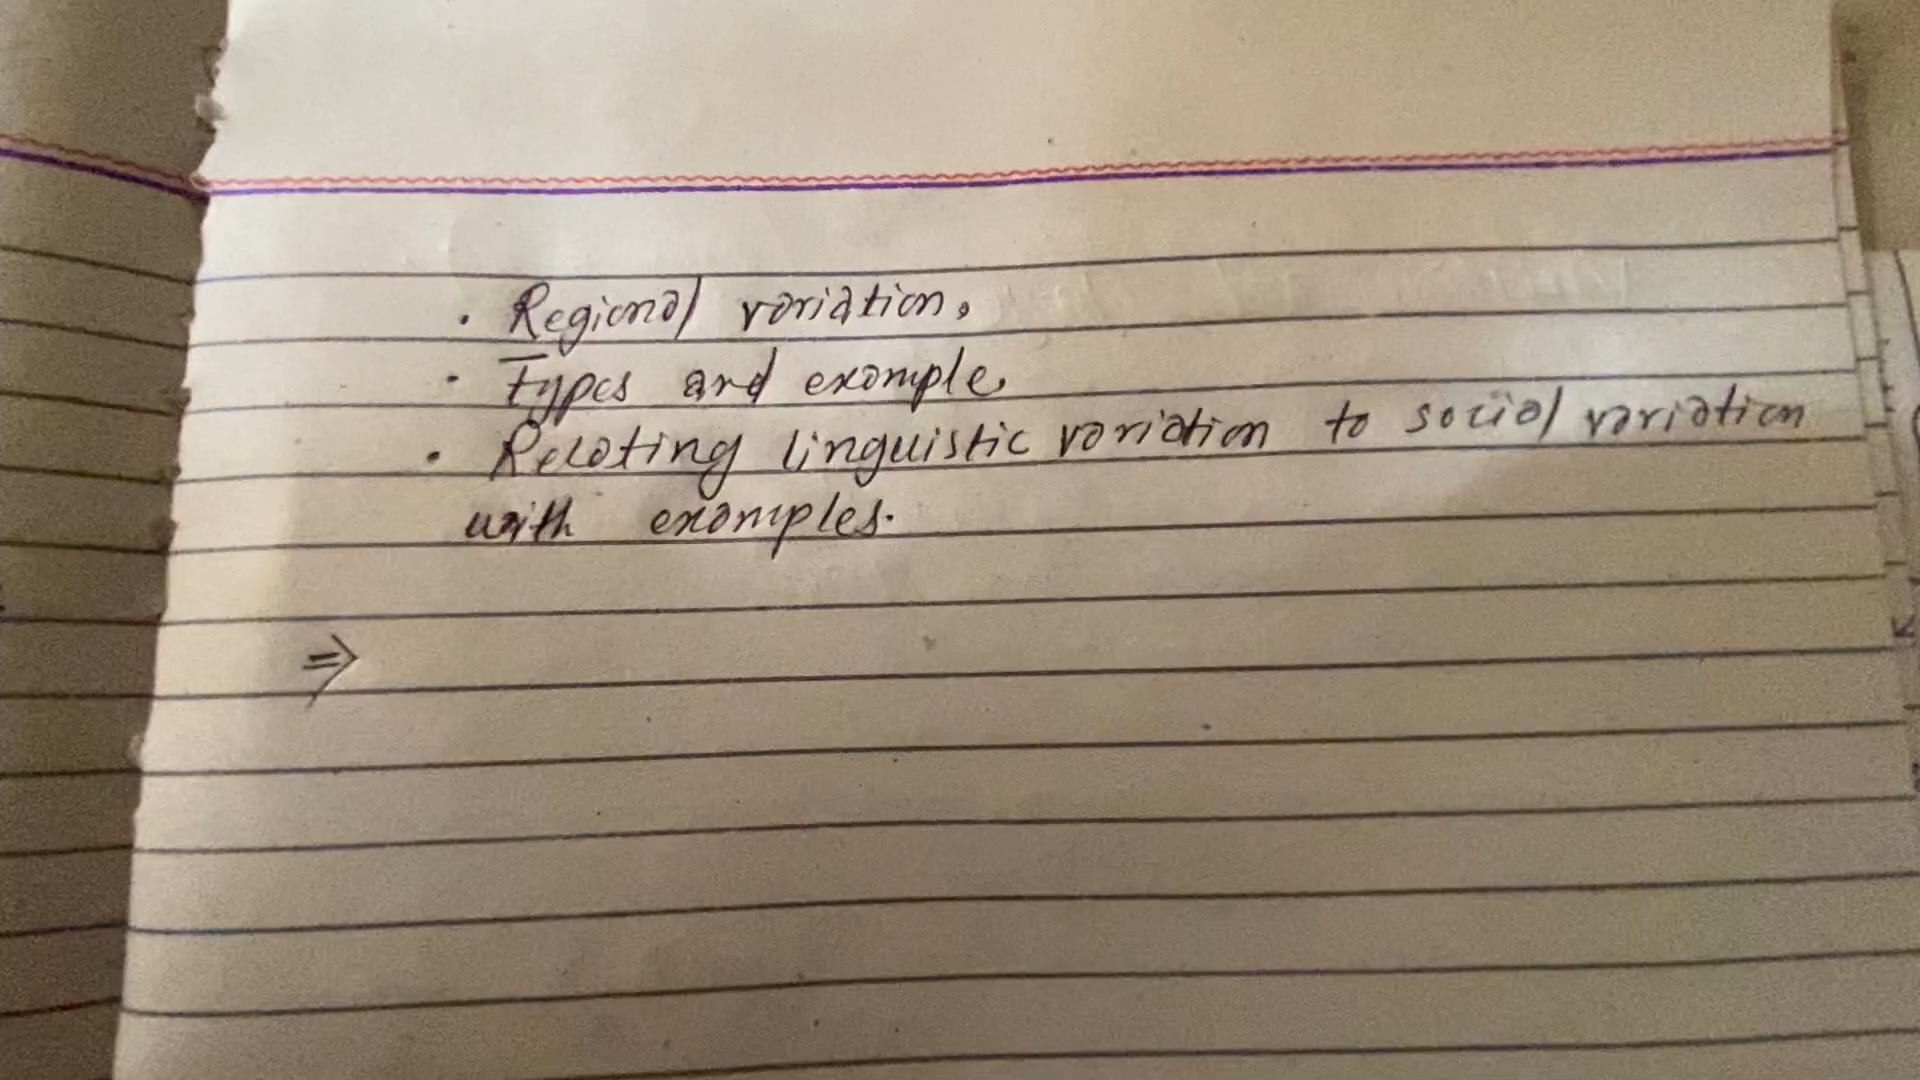 · Regional variation,
· Types and example.
· Relating linguistic variation to social variation
with examples.
⇒